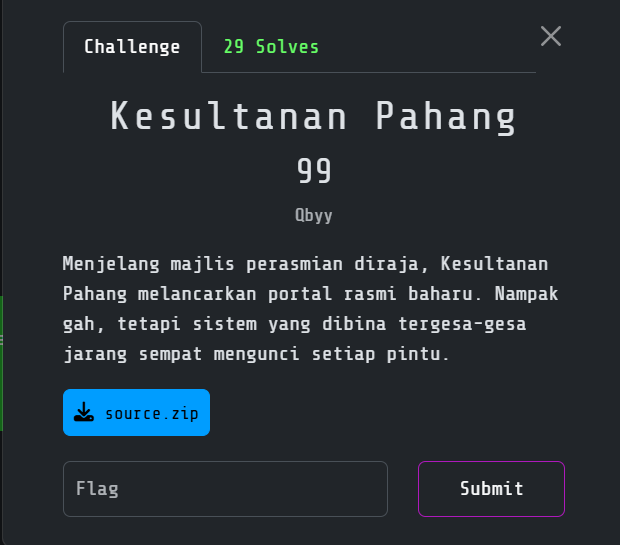 Challenge
29 Solves
Kesultanan Pahang
99
Qbyy
Menjelang majlis perasmian diraja, Kesultanan
Pahang melancarkan portal rasmi baharu. Nampak
gah, tetapi sistem yang dibina tergesa-gesa
jarang sempat mengunci setiap pintu.
source.zip
Flag
Submit